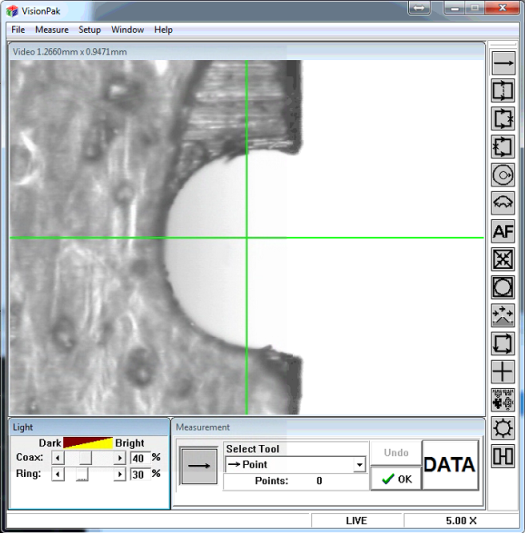 VisionPak
File Measure Setup Window Help
Video 1.2660mm x 0.9471mm
AF
Light
Dark Bright
Coax: 40 %
Ring: 30 %
Measurement
Select Tool
Point
Points: 0
Undo
OK
DATA
LIVE 5.00 X